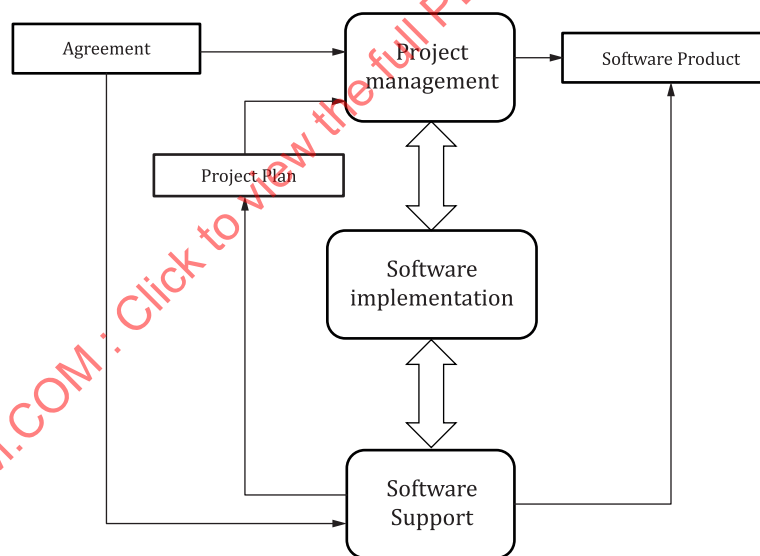 Agreement
Project
management
Software Product
Project Plan
Software
implementation
Software
Support
M.COM : Click to view the full P